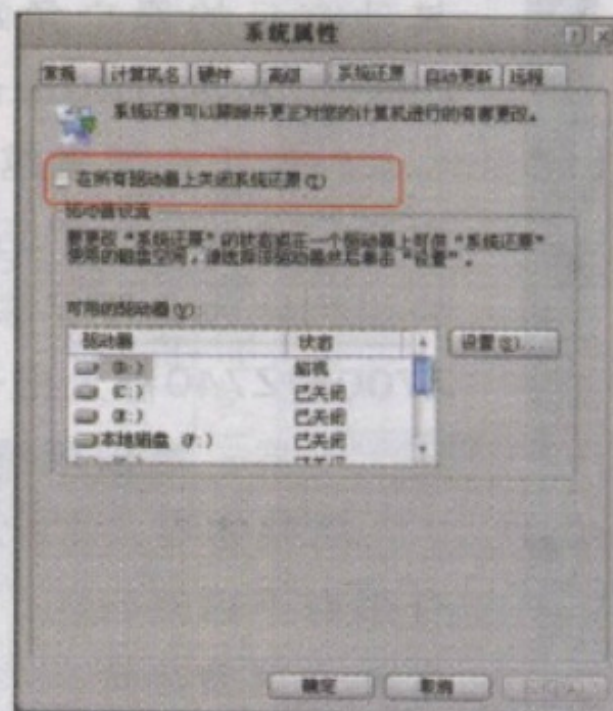 系统属性
常规 计算机名 硬件 高级 系统还原 自动更新 远程
系统还原可以跟踪并更正对您的计算机进行的有害更改。
在所有驱动器上关闭系统还原(T)
驱动器设置
要更改“系统还原”的状态或在一个驱动器上可供“系统还原”
使用的磁盘空间，请选择该驱动器然后单击“设置”。
可用的驱动器(V):
驱动器 状态
设置(S)...
(C:) 已关闭
(E:) 已关闭
本地磁盘 (F:) 已关闭
确定 取消